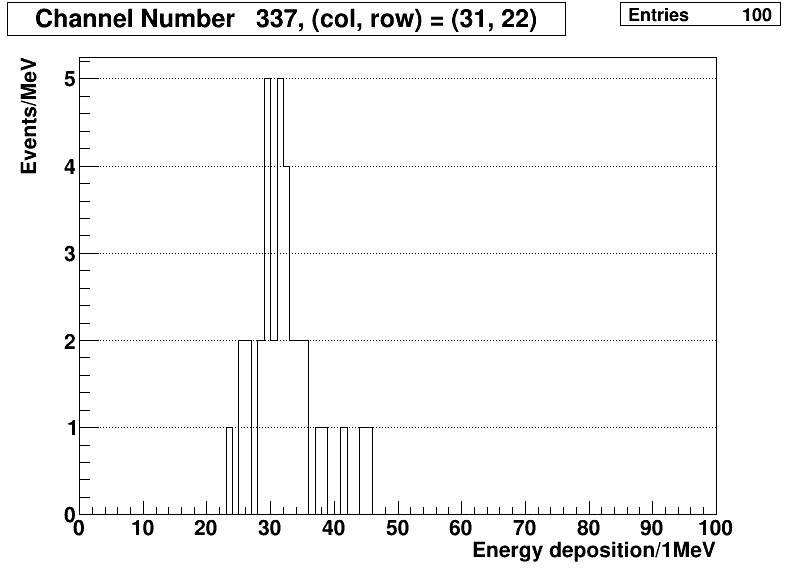 Channel Number 337, (col, row) = (31, 22)
Entries 100
Events/MeV
5
4
3
2
1
0
0 10 20 30 40 50 60 70 80 90 100
Energy deposition/1MeV